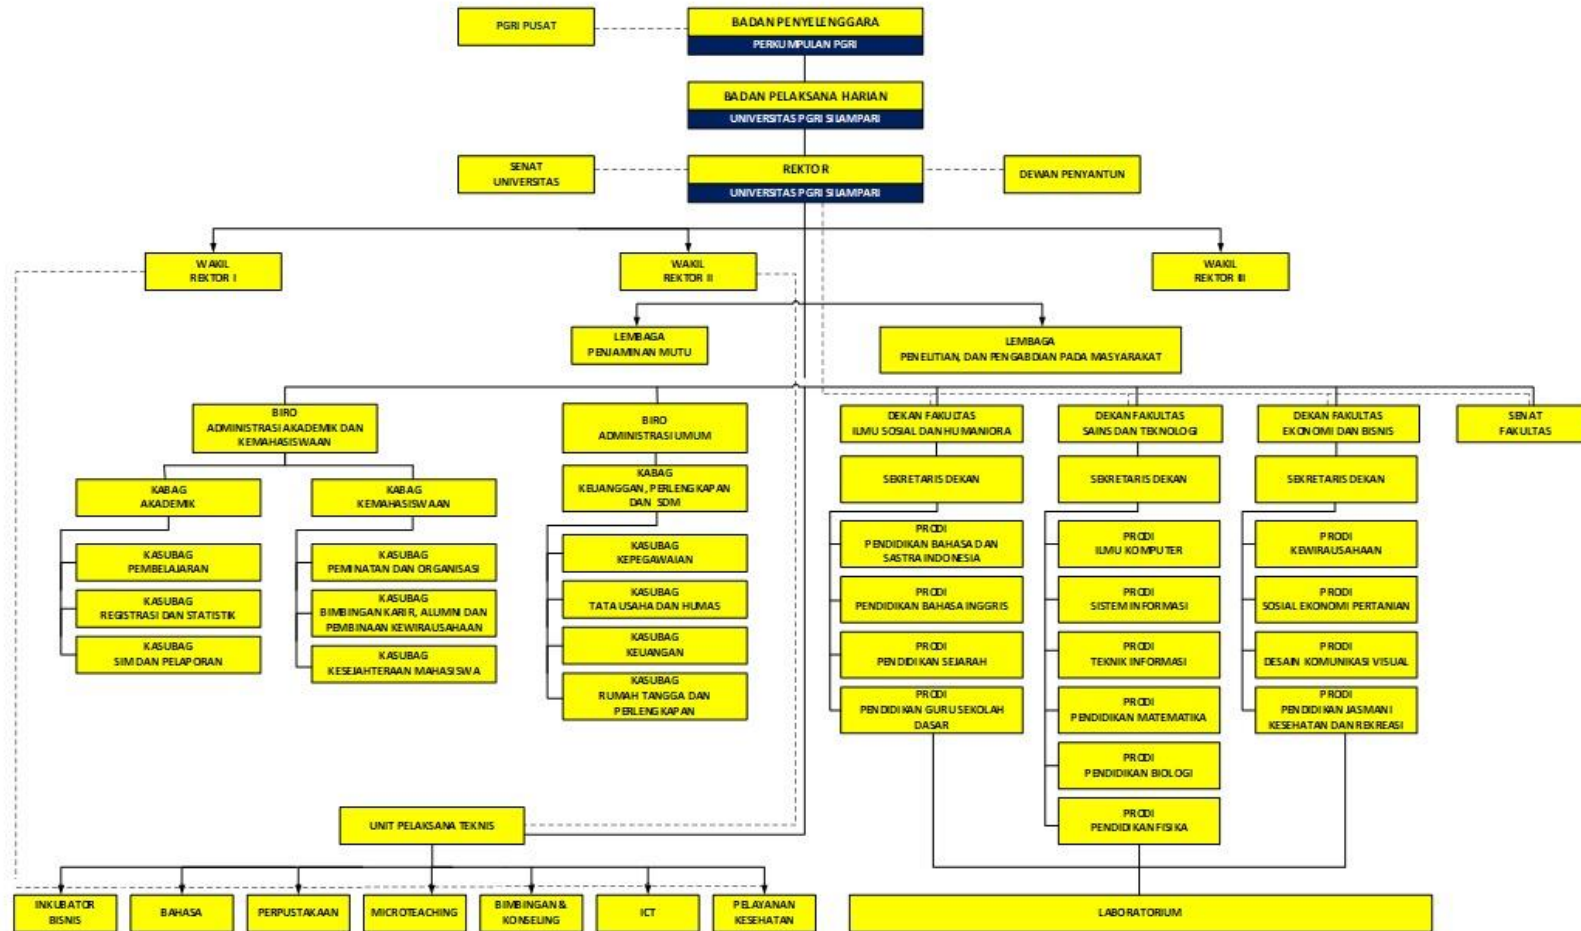 PGRI PUSAT
BADAN PENYELENGGARA
PERKUMPULAN PGRI
BADAN PELAKSANA HARIAN
UNIVERSITAS PGRI SILAMPARI
SENAT
UNIVERSITAS
REKTOR
UNIVERSITAS PGRI SILAMPARI
DEWAN PENYANTUN
WAKIL
REKTOR I
WAKIL
REKTOR II
WAKIL
REKTOR III
LEMBAGA
PENJAMINAN MUTU
LEMBAGA
PENELITIAN, DAN PENGABDIAN PADA MASYARAKAT
BIRO
ADMINISTRASI AKADEMIK DAN
KEMAHASISWAAN
BIRO
ADMINISTRASI UMUM
DEKAN FAKULTAS
ILMU SOSIAL DAN HUMANIORA
DEKAN FAKULTAS
SAINS DAN TEKNOLOGI
DEKAN FAKULTAS
EKONOMI DAN BISNIS
SENAT
FAKULTAS
KABAG
AKADEMIK
KABAG
KEMAHASISWAAN
KABAG
KEUANGGAN, PERLENGKAPAN
DAN SDM
SEKRETARIS DEKAN
SEKRETARIS DEKAN
SEKRETARIS DEKAN
KASUBAG
PEMBELAJARAN
KASUBAG
REGISTRASI DAN STATISTIK
KASUBAG
SIM DAN PELAPORAN
KASUBAG
PEMINATAN DAN ORGANISASI
KASUBAG
BIMBINGAN KARIR, ALUMNI DAN
PEMBINAAN KEWIRAUSAHAAN
KASUBAG
KESEJAHTERAAN MAHASISWA
KASUBAG
KEPEGAWAIAN
KASUBAG
TATA USAHA DAN HUMAS
KASUBAG
KEUANGAN
KASUBAG
RUMAH TANGGA DAN
PERLENGKAPAN
PRODI
PENDIDIKAN BAHASA DAN
SASTRA INDONESIA
PRODI
PENDIDIKAN BAHASA INGGRIS
PRODI
PENDIDIKAN SEJARAH
PRODI
PENDIDIKAN GURU SEKOLAH
DASAR
PRODI
ILMU KOMPUTER
PRODI
SISTEM INFORMASI
PRODI
TEKNIK INFORMASI
PRODI
PENDIDIKAN MATEMATIKA
PRODI
PENDIDIKAN BIOLOGI
PRODI
PENDIDIKAN FISIKA
PRODI
KEWIRAUSAHAAN
PRODI
SOSIAL EKONOMI PERTANIAN
PRODI
DESAIN KOMUNIKASI VISUAL
PRODI
PENDIDIKAN JASMANI
KESEHATAN DAN REKREASI
UNIT PELAKSANA TEKNIS
INKUBATOR
BISNIS
BAHASA
PERPUSTAKAAN
MICROTEACHING
BIMBINGAN &
KONSELING
ICT
PELAYANAN
KESEHATAN
LABORATORIUM